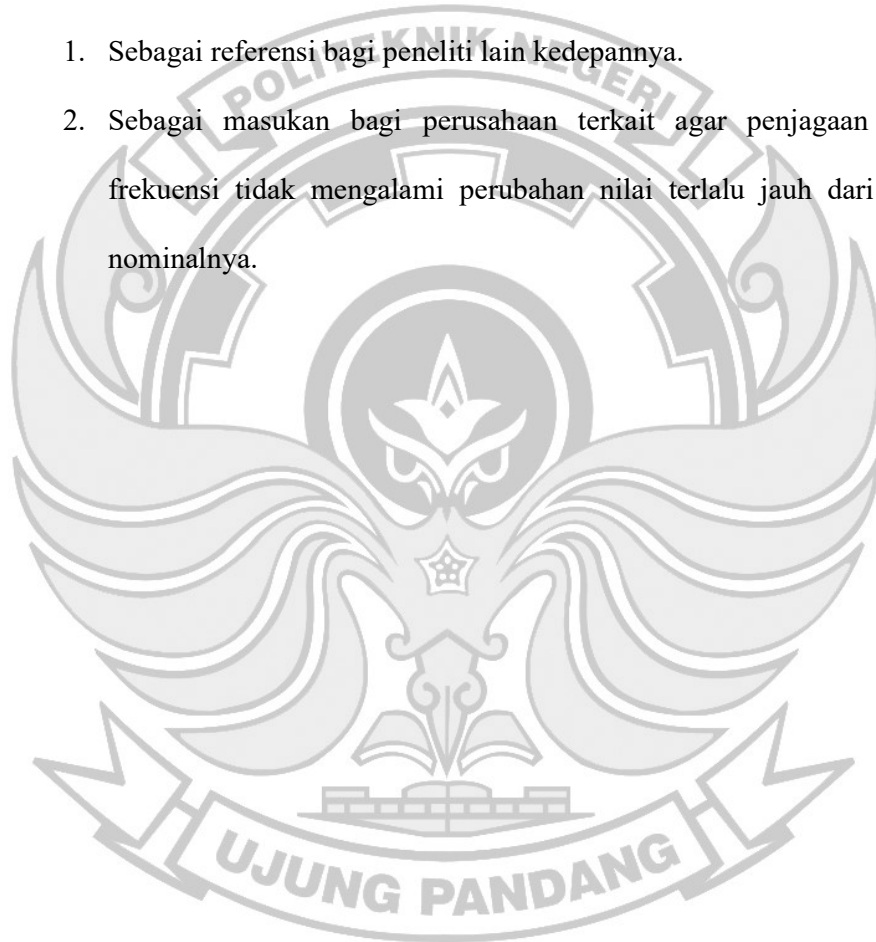 POLITEKNIK NEGERI
1. Sebagai referensi bagi peneliti lain kedepannya.
2. Sebagai masukan bagi perusahaan terkait agar penjagaan
frekuensi tidak mengalami perubahan nilai terlalu jauh dari
nominalnya.
UJUNG PANDANG